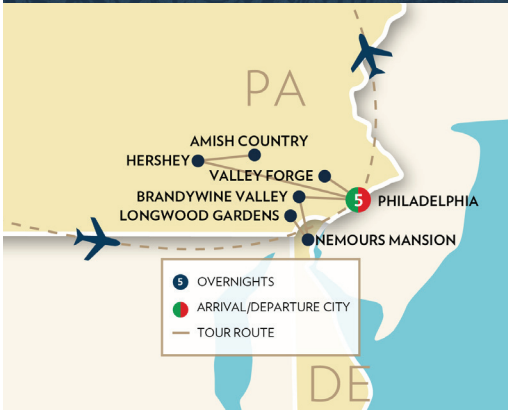 PA
AMISH COUNTRY
HERSHEY
VALLEY FORGE
BRANDYWINE VALLEY
5 PHILADELPHIA
LONGWOOD GARDENS
NEMOURS MANSION
5 OVERNIGHTS
ARRIVAL/DEPARTURE CITY
TOUR ROUTE
DE